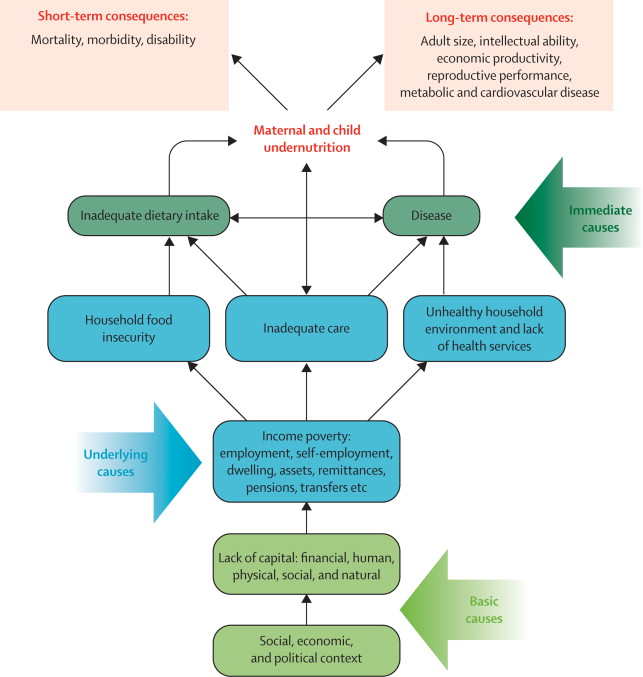 Short-term consequences:
Mortality, morbidity, disability
Long-term consequences:
Adult size, intellectual ability,
economic productivity,
reproductive performance,
metabolic and cardiovascular disease
Maternal and child
undernutrition
Inadequate dietary intake
Disease
Immediate
causes
Household food
insecurity
Inadequate care
Unhealthy household
environment and lack
of health services
Underlying
causes
Income poverty:
employment, self-employment,
dwelling, assets, remittances,
pensions, transfers etc
Lack of capital: financial, human,
physical, social, and natural
Basic
causes
Social, economic,
and political context